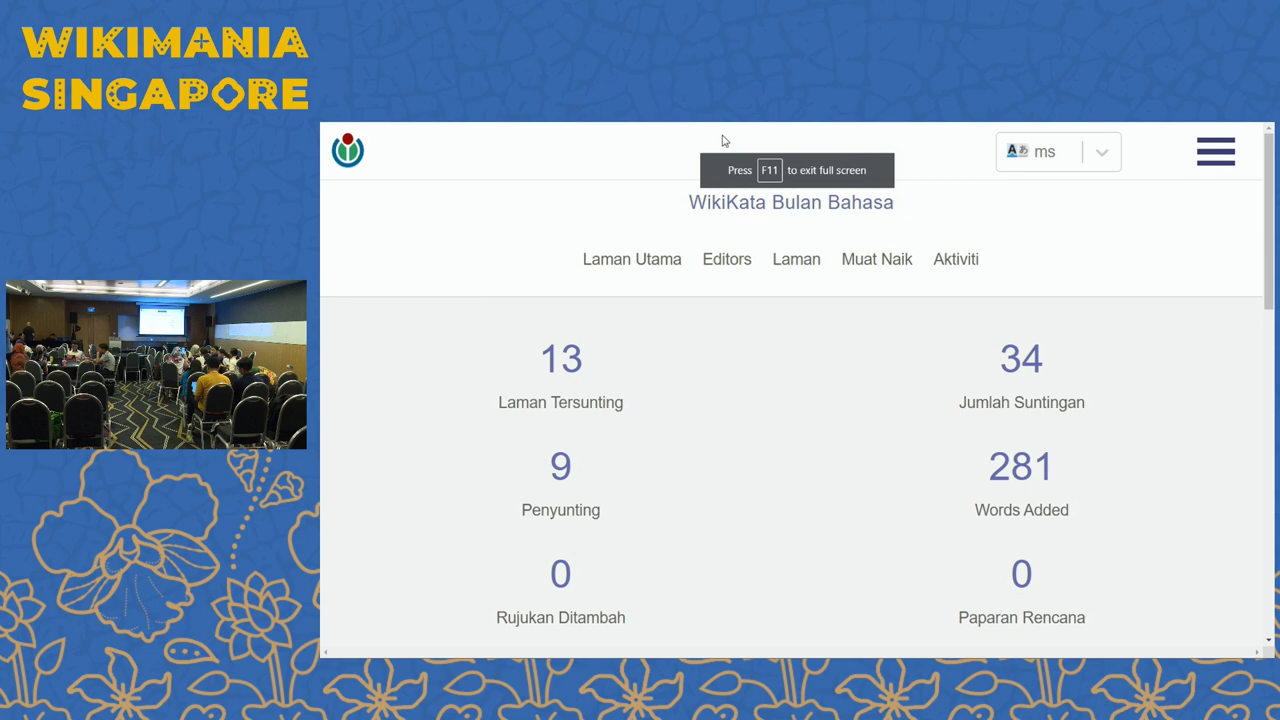 WIKIMANIA
SINGAPORE
ms
Press F11 to exit full screen
WikiKata Bulan Bahasa
Laman Utama Editors Laman Muat Naik Aktiviti
13 34
Laman Tersunting Jumlah Suntingan
9 281
Penyunting Words Added
0 0
Rujukan Ditambah Paparan Rencana